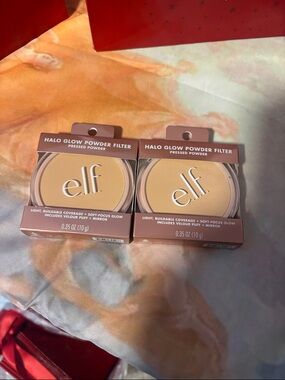 HALO GLOW POWDER FILTER
PRESSED POWDER
elf
LIGHT, BUILDABLE COVERAGE + SOFT FOCUS GLOW
INCLUDES VELOUR PUFF + MIRROR
0.35 OZ (10 g)
HALO GLOW POWDER FILTER
PRESSED POWDER
elf
LIGHT, BUILDABLE COVERAGE + SOFT FOCUS GLOW
INCLUDES VELOUR PUFF + MIRROR
0.35 OZ (10 g)